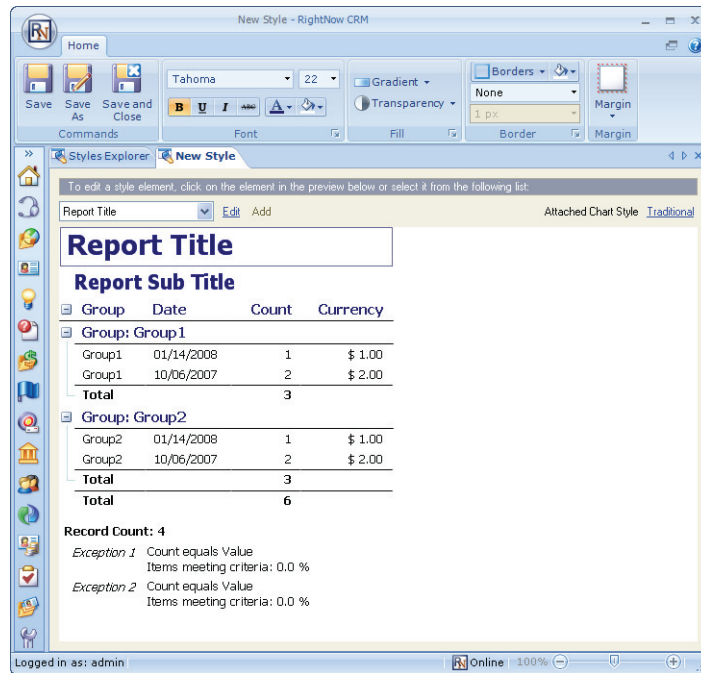 New Style - RightNow CRM
RN
Home
Save
Save As
Save and Close
Commands
Tahoma
22
B U I ABC A
Font
Gradient
Transparency
Fill
Borders
None
1 px
Border
Margin
Margin
Styles Explorer
New Style
To edit a style element, click on the element in the preview below or select it from the following list:
Report Title Edit Add Attached Chart Style Traditional
Report Title
Report Sub Title
Group Date Count Currency
Group: Group1
Group1 01/14/2008 1 $ 1.00
Group1 10/06/2007 2 $ 2.00
Total 3
Group: Group2
Group2 01/14/2008 1 $ 1.00
Group2 10/06/2007 2 $ 2.00
Total 3
Total 6
Record Count: 4
Exception 1 Count equals Value
Items meeting criteria: 0.0 %
Exception 2 Count equals Value
Items meeting criteria: 0.0 %
Logged in as: admin
RN Online 100%